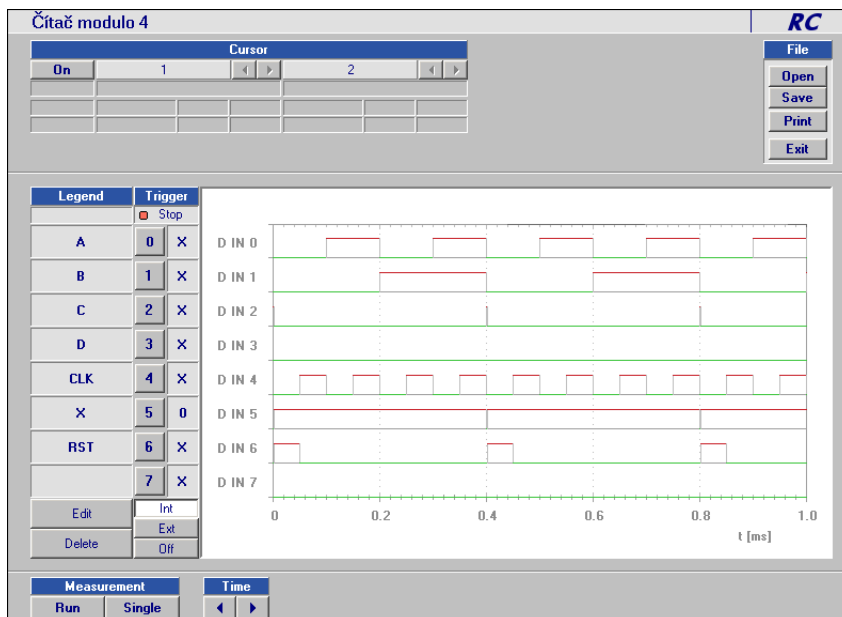 Čítač modulo 4
RC
Cursor
File
On 1 2
Open
Save
Print
Exit
Legend Trigger
Stop
A 0 X D IN 0
B 1 X D IN 1
C 2 X D IN 2
D 3 X D IN 3
CLK 4 X D IN 4
X 5 0 D IN 5
RST 6 X D IN 6
7 X D IN 7
Edit Int
Ext
Delete Off
0 0.2 0.4 0.6 0.8 1.0
t [ms]
Measurement Time
Run Single